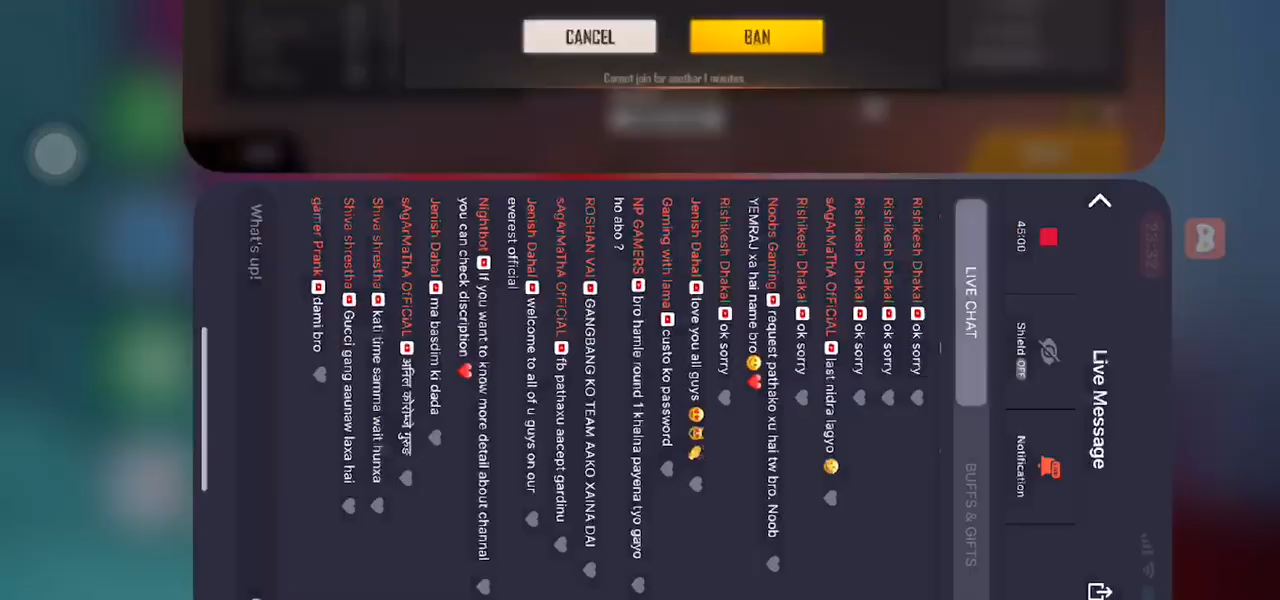 CANCEL
BAN
Cannot join for another 1 minutes.
23:32
Live Message
45:00
Shield OFF
Notification
LIVE CHAT
BUFFS & GIFTS
Rishikesh Dhakal ok sorry
Rishikesh Dhakal ok sorry
Rishikesh Dhakal ok sorry
sAgArMaThA OfFiCiAL last nidra lagyo 😢
Rishikesh Dhakal ok sorry
Noobs Gaming request pathako xu hai tw bro. Noob
YEMRAJ xa hai name bro
Rishikesh Dhakal ok sorry
Jenish Dahal love you all guys
Gaming with lama custo ko password
NP GAMERS bro hamle round 1 khalna payena tyo gayo
ho abo ?
ROSHAN VAI GANGBANG KO TEAM AAKO XAINA DAI
sAgArMaThA OfFiCiAL fb pathaxu aacept gardinu
Jenish Dahal welcome to all of u guys on our
everest official
Nightbot If you want to know more detail about channal
you can check discription ❤️
Jenish Dahal ma basdim ki dada
sAgArMaThA OfFiCiAL
Shiva shrestha kati time samma wait hunxa
Shiva shrestha Gucci gang aaunaw laxa hai
gamer Prank dami bro
What's up!